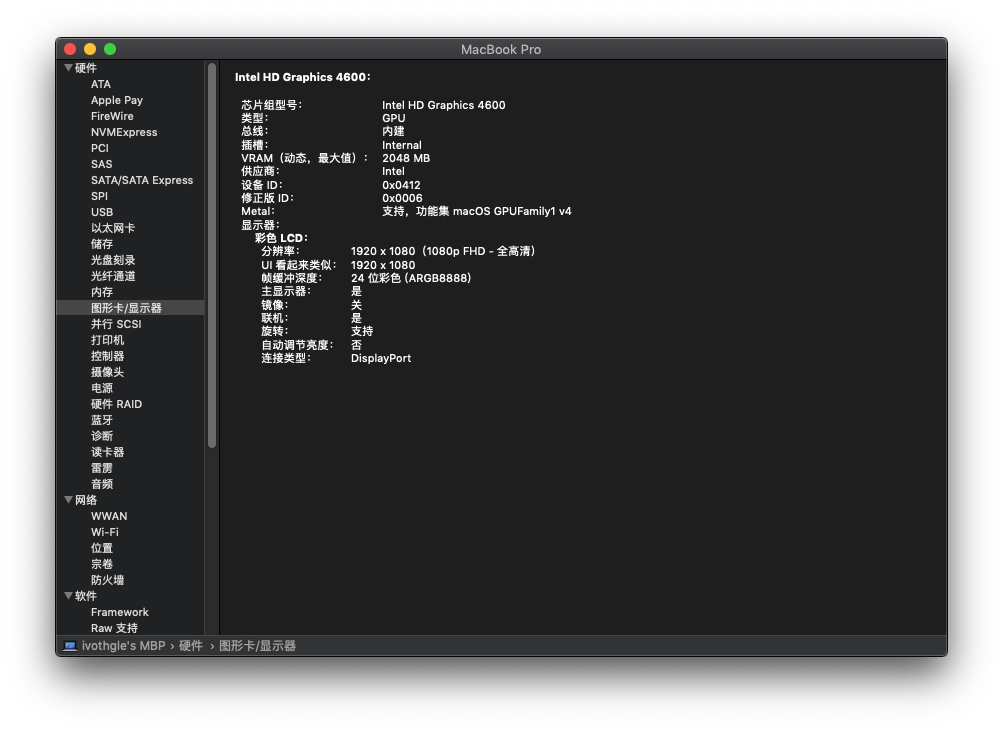 MacBook Pro
硬件
ATA
Apple Pay
FireWire
NVMExpress
PCI
SAS
SATA/SATA Express
SPI
USB
以太网卡
储存
光盘刻录
光纤通道
内存
图形卡/显示器
并行 SCSI
打印机
控制器
摄像头
电源
硬件 RAID
蓝牙
诊断
读卡器
雷雳
音频
网络
WWAN
Wi-Fi
位置
宗卷
防火墙
软件
Framework
Raw 支持
Intel HD Graphics 4600：
芯片组型号： Intel HD Graphics 4600
类型： GPU
总线： 内建
插槽： Internal
VRAM（动态，最大值）： 2048 MB
供应商： Intel
设备 ID： 0x0412
修正版 ID： 0x0006
Metal： 支持，功能集 macOS GPUFamily1 v4
显示器：
彩色 LCD：
分辨率： 1920 x 1080（1080p FHD - 全高清）
UI 看起来类似： 1920 x 1080
帧缓冲深度： 24 位彩色 (ARGB8888)
主显示器： 是
镜像： 关
联机： 是
旋转： 支持
自动调节亮度： 否
连接类型： DisplayPort
ivothgle's MBP › 硬件 › 图形卡/显示器